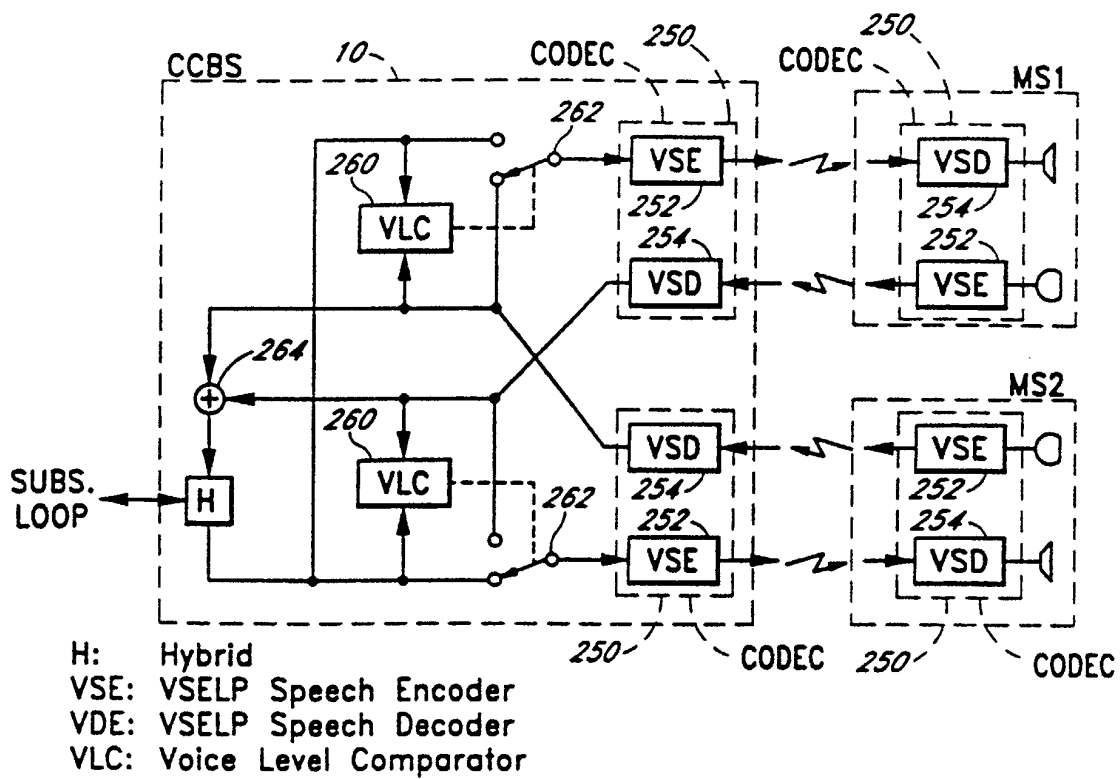 250
250
10
CODEC
CODEC
CCBS
MS1
262
VSE
VSD
260
252
254
VLC
254
252
VSD
VSE
264
MS2
260
VSD
VSE
SUBS.
LOOP
VLC
262
254
252
H
252
254
VSE
VSD
250
CODEC
250
CODEC
H: Hybrid
VSE: VSELP Speech Encoder
VDE: VSELP Speech Decoder
VLC: Voice Level Comparator